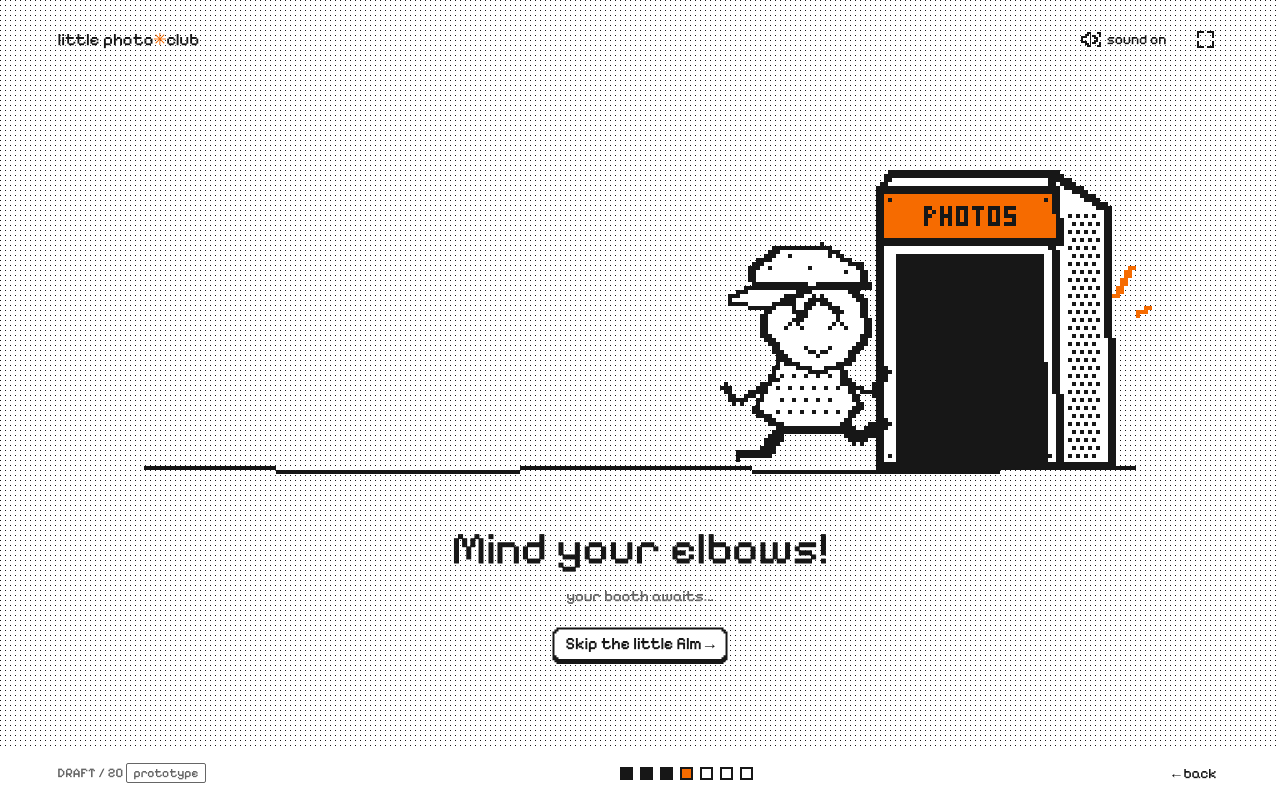 little photo✳club
sound on
PHOTOS
Mind your elbows!
your booth awaits...
Skip the little film →
DRAFT / 20 prototype
←back